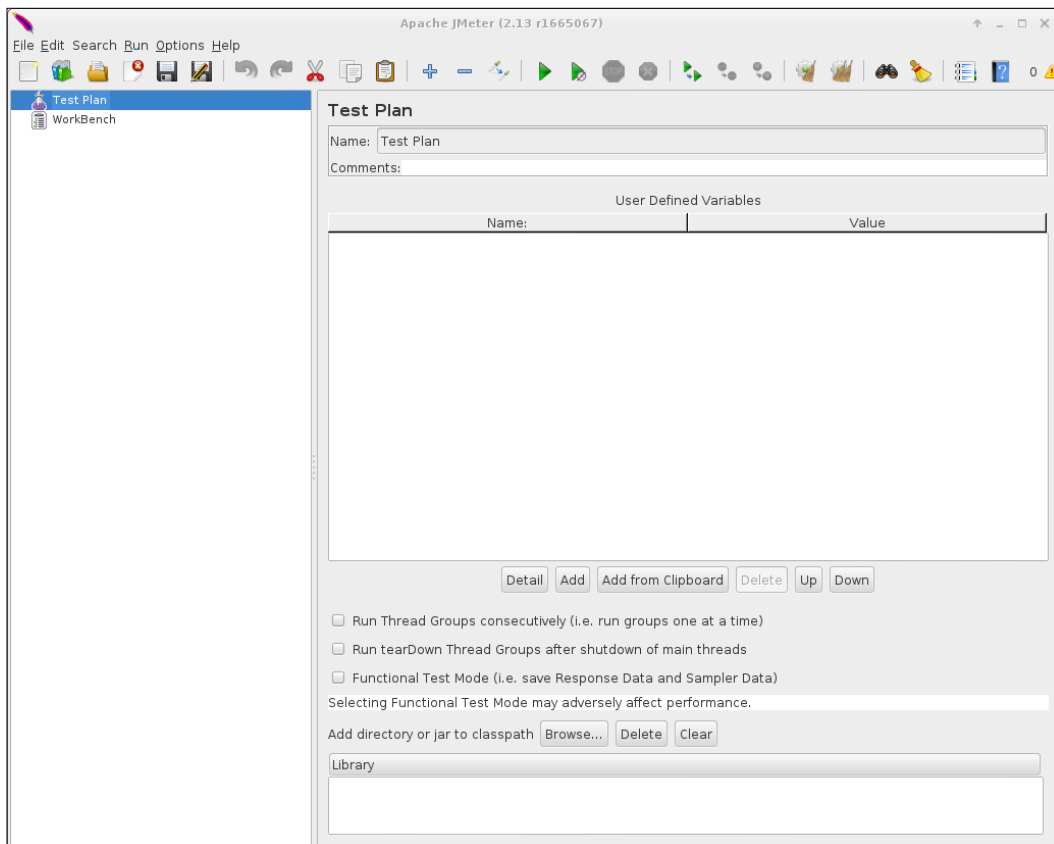 Apache JMeter (2.13 r1665067)
File Edit Search Run Options Help
0
Test Plan
WorkBench
Test Plan
Name: Test Plan
Comments:
User Defined Variables
Name: Value
Detail Add Add from Clipboard Delete Up Down
Run Thread Groups consecutively (i.e. run groups one at a time)
Run tearDown Thread Groups after shutdown of main threads
Functional Test Mode (i.e. save Response Data and Sampler Data)
Selecting Functional Test Mode may adversely affect performance.
Add directory or jar to classpath Browse... Delete Clear
Library